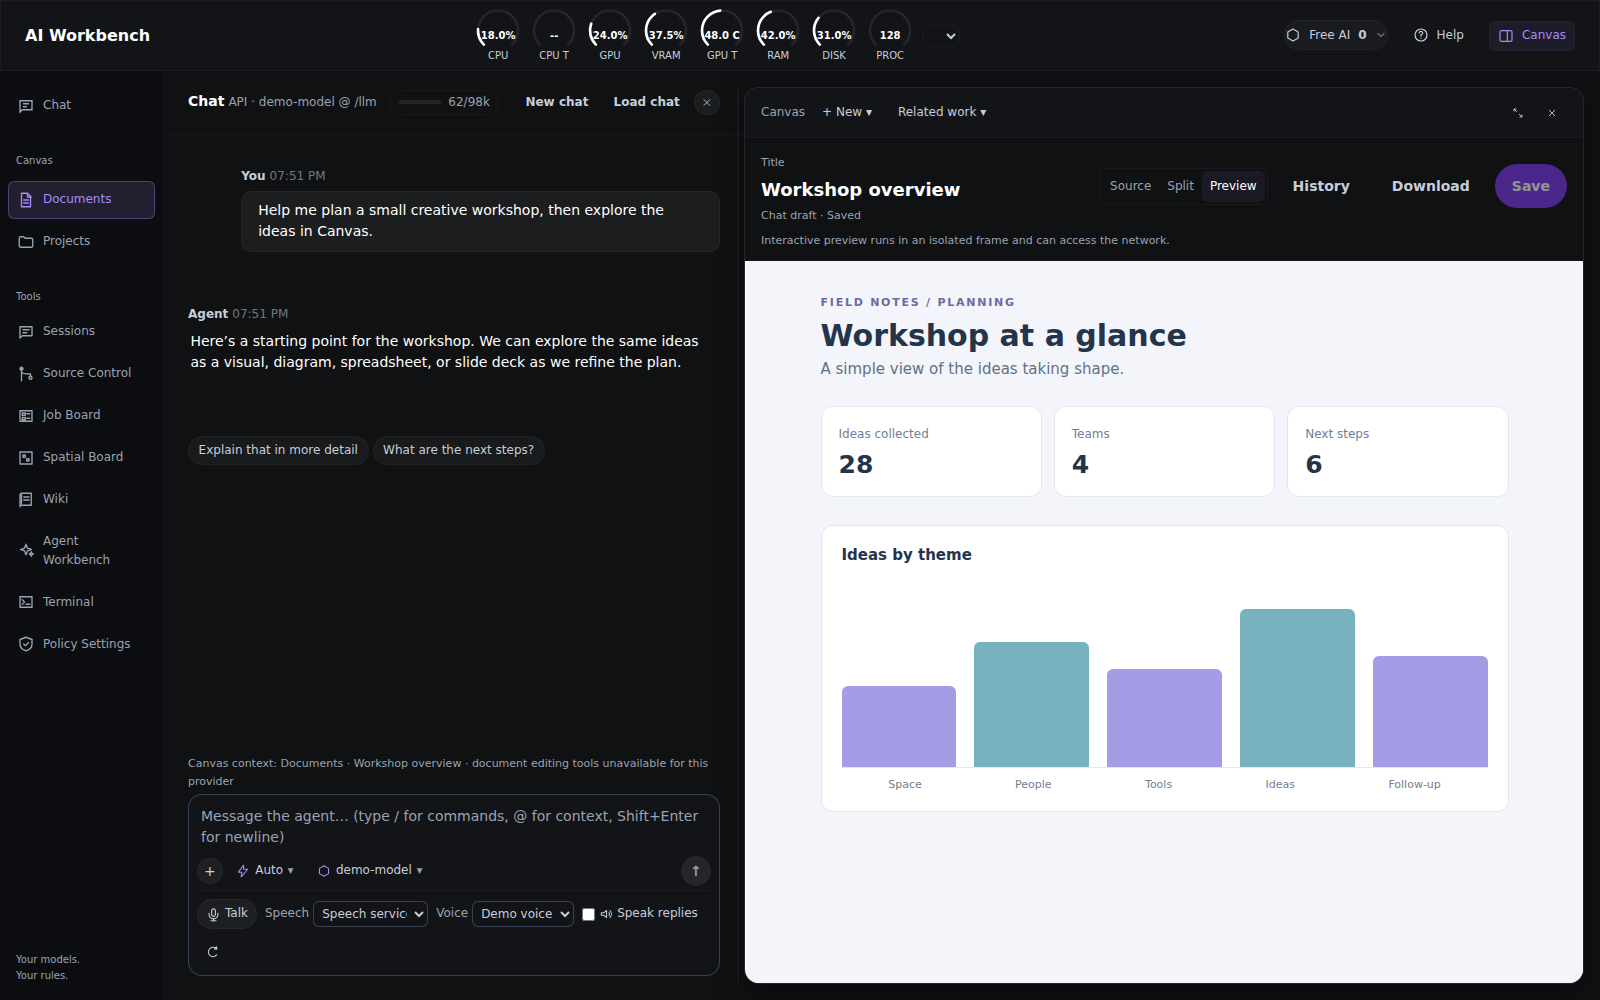 AI Workbench
18.0%
CPU
--
CPU T
24.0%
GPU
37.5%
VRAM
48.0 C
GPU T
42.0%
RAM
31.0%
DISK
128
PROC
Free AI 0
Help
Canvas
Chat
Canvas
Documents
Projects
Tools
Sessions
Source Control
Job Board
Spatial Board
Wiki
Agent
Workbench
Terminal
Policy Settings
Your models.
Your rules.
Chat API · demo-model @ /llm
62/98k
New chat
Load chat
You 07:51 PM
Help me plan a small creative workshop, then explore the
ideas in Canvas.
Agent 07:51 PM
Here’s a starting point for the workshop. We can explore the same ideas
as a visual, diagram, spreadsheet, or slide deck as we refine the plan.
Explain that in more detail
What are the next steps?
Canvas context: Documents · Workshop overview · document editing tools unavailable for this
provider
Message the agent... (type / for commands, @ for context, Shift+Enter
for newline)
+ Auto ▾ demo-model ▾ ↑
Talk Speech Speech servic Voice Demo voice Speak replies
Canvas
+ New ▾
Related work ▾
Title
Workshop overview
Chat draft · Saved
Source
Split
Preview
History
Download
Save
Interactive preview runs in an isolated frame and can access the network.
FIELD NOTES / PLANNING
Workshop at a glance
A simple view of the ideas taking shape.
Ideas collected
28
Teams
4
Next steps
6
Ideas by theme
Space
People
Tools
Ideas
Follow-up